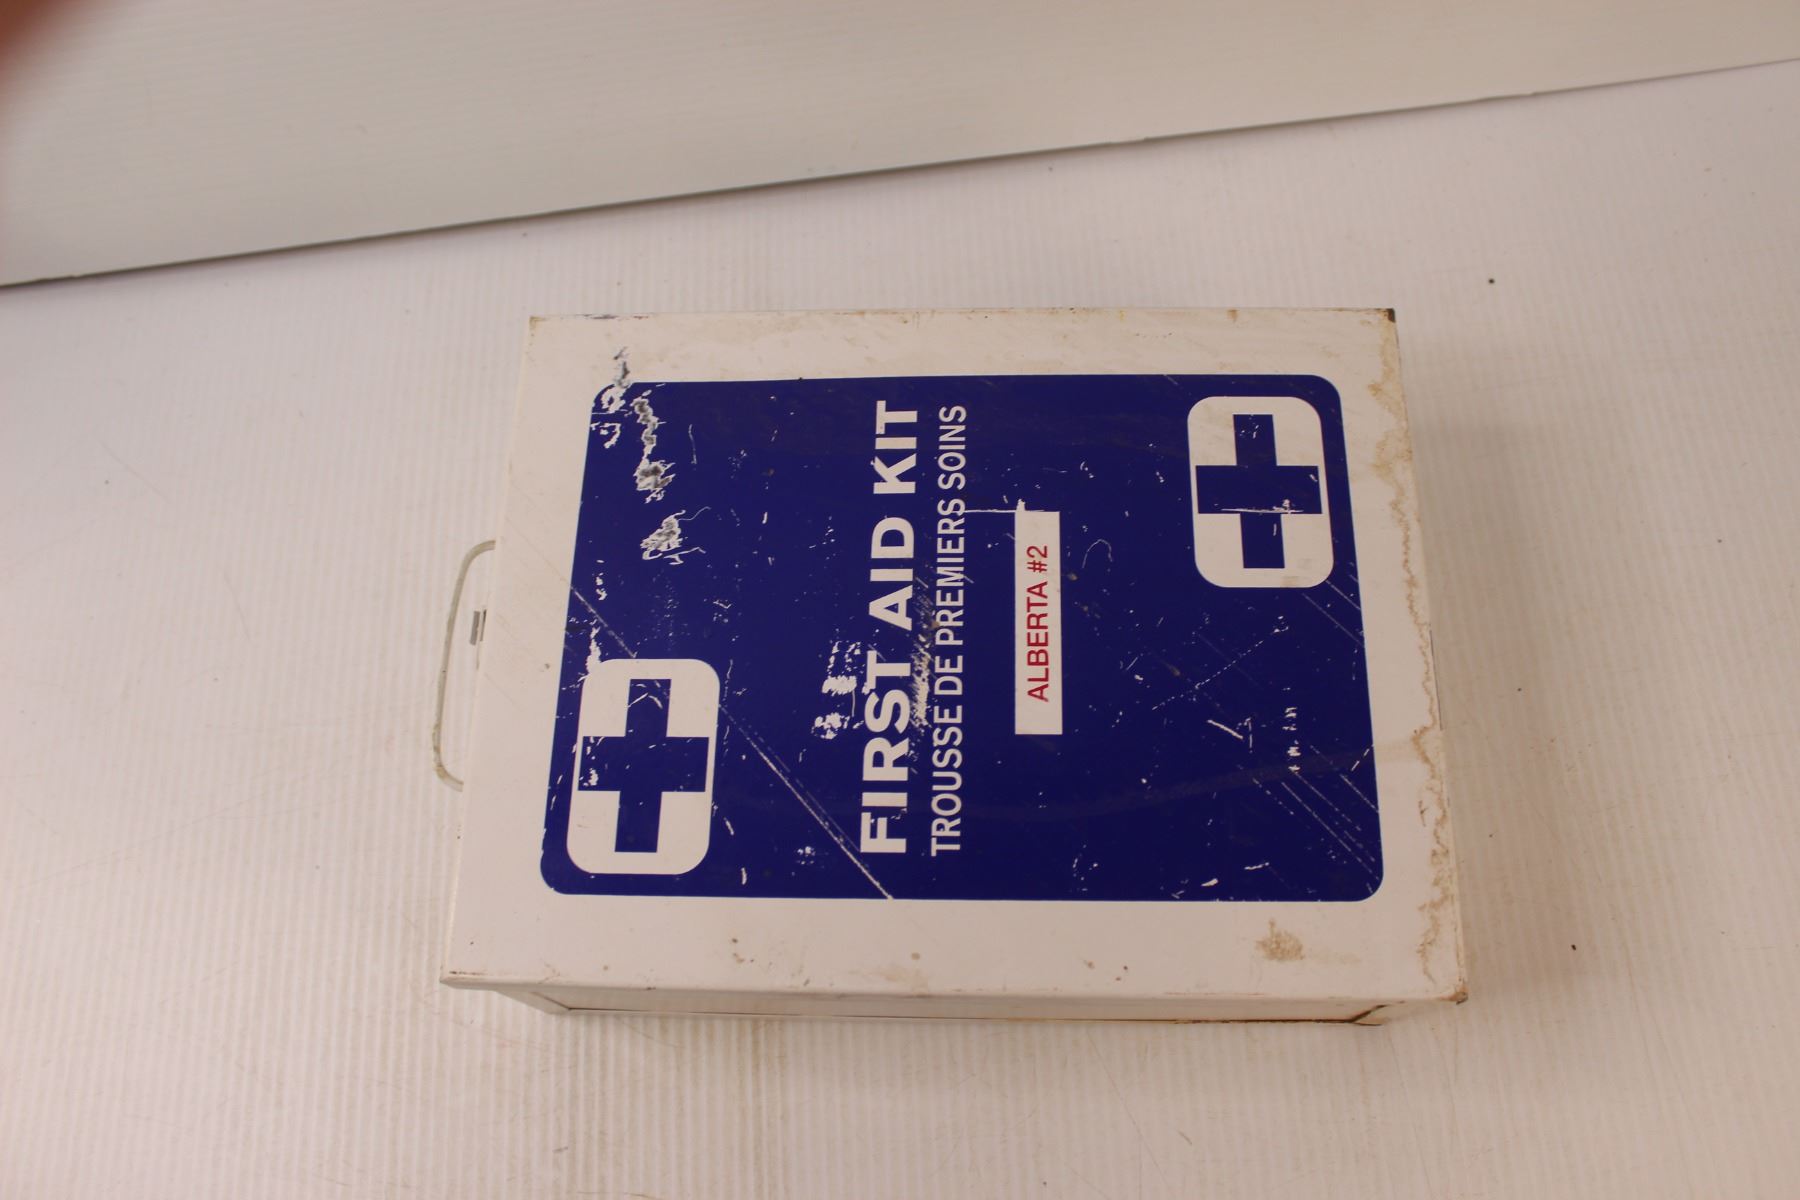 FIRST AID KIT
TROUSSE DE PREMIERS SOINS
ALBERTA #2